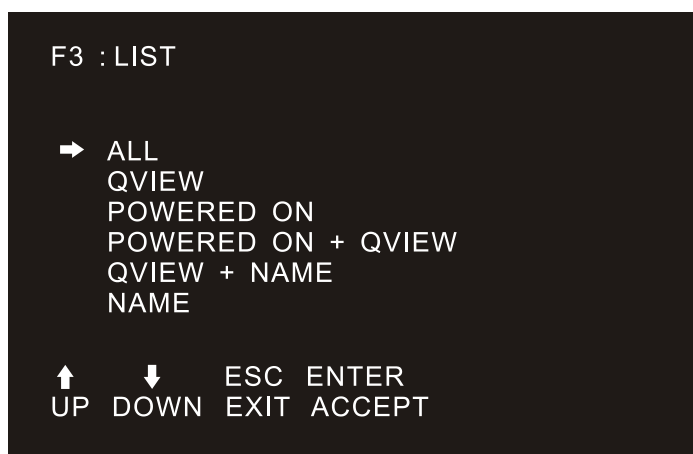 F3 : LIST
➡ ALL
QVIEW
POWERED ON
POWERED ON + QVIEW
QVIEW + NAME
NAME
⬆ ⬇ ESC ENTER
UP DOWN EXIT ACCEPT